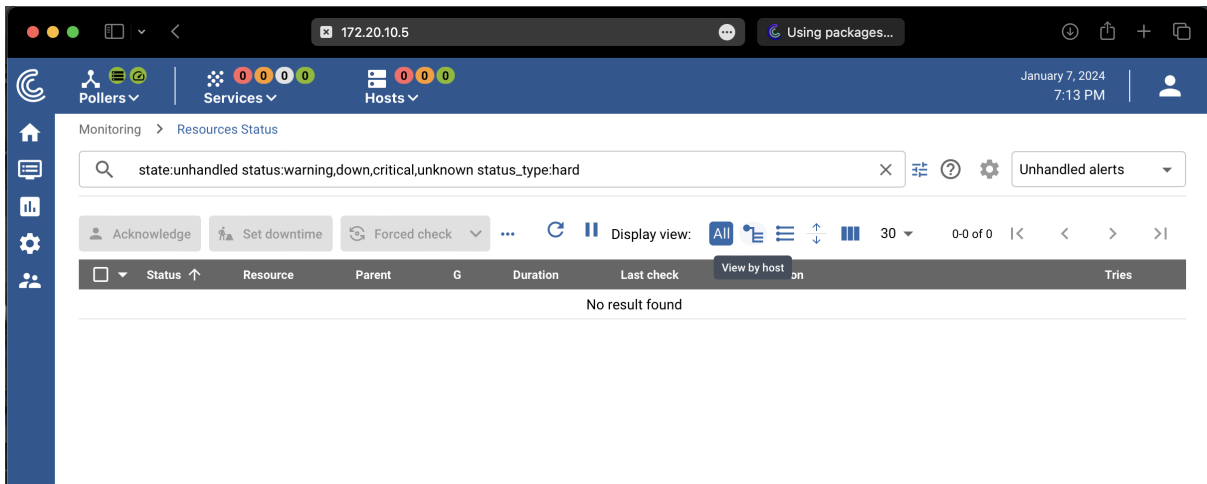 172.20.10.5
Using packages...
Pollers
0 0 0 0
Services
0 0 0
Hosts
January 7, 2024
7:13 PM
Monitoring > Resources Status
state:unhandled status:warning,down,critical,unknown status_type:hard
Unhandled alerts
Acknowledge Set downtime Forced check Display view: All 30 0-0 of 0
View by host
Status Resource Parent G Duration Last check on Tries
No result found